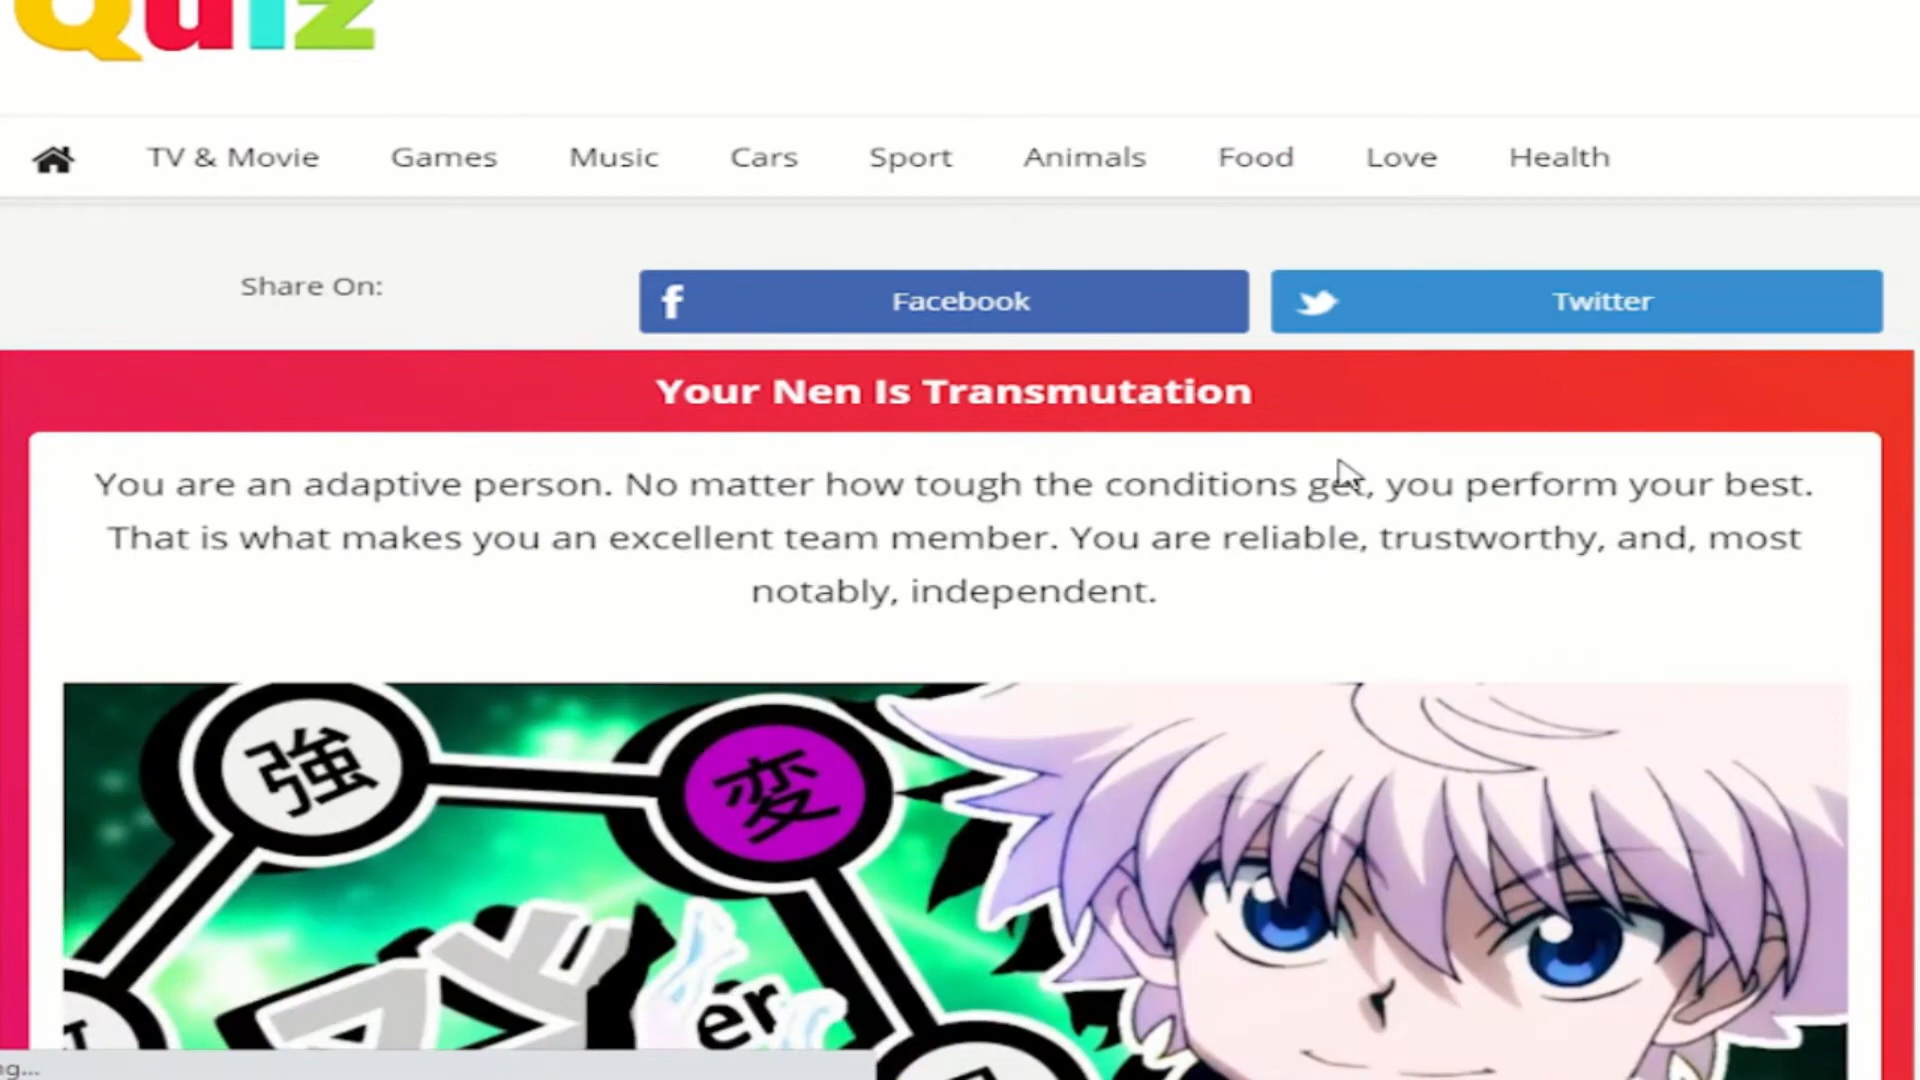 Quiz
TV & Movie Games Music Cars Sport Animals Food Love Health
Share On: Facebook Twitter
Your Nen Is Transmutation
You are an adaptive person. No matter how tough the conditions get, you perform your best.
That is what makes you an excellent team member. You are reliable, trustworthy, and, most
notably, independent.
強 変
er